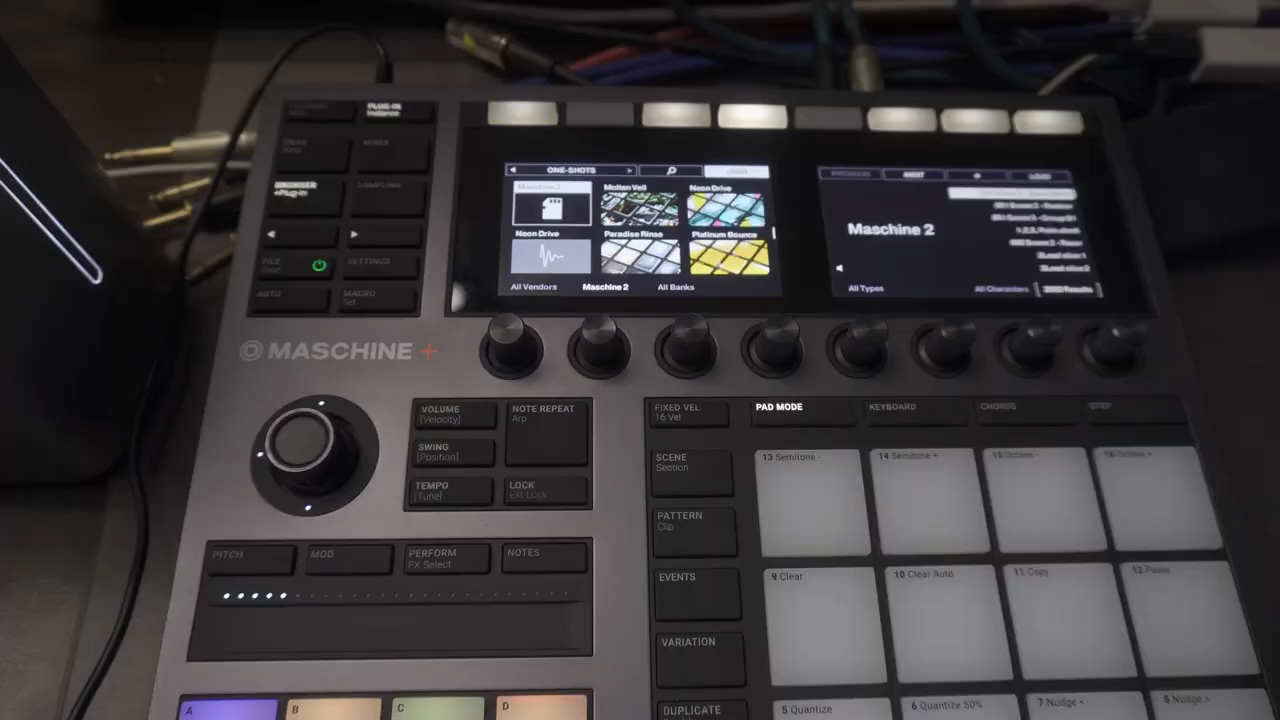 PLUG-IN
Instance
MIXER
BROWSER
+Plug-In
SAMPLING
FILE
SETTINGS
AUTO
MACRO
Set
MASCHINE +
ONE-SHOTS
Maschine 2
Molten Veil
Neon Drive
Neon Drive
Paradise Rinse
Platinum Bounce
All Vendors
Maschine 2
All Banks
NEXT
LOAD
Maschine 2
All Types
All Characters
Results
VOLUME
[Velocity]
NOTE REPEAT
Arp
SWING
[Position]
TEMPO
[Tune]
LOCK
Ext Lock
FIXED VEL
16 Vel
PAD MODE
KEYBOARD
CHORDS
STEP
SCENE
Section
PATTERN
Clip
EVENTS
VARIATION
DUPLICATE
13 Semitone -
14 Semitone +
15 Octave -
16 Octave +
9 Clear
10 Clear Auto
11 Copy
12 Paste
5 Quantize
6 Quantize 50%
7 Nudge <
8 Nudge >
PITCH
MOD
PERFORM
FX Select
NOTES
A
B
C
D